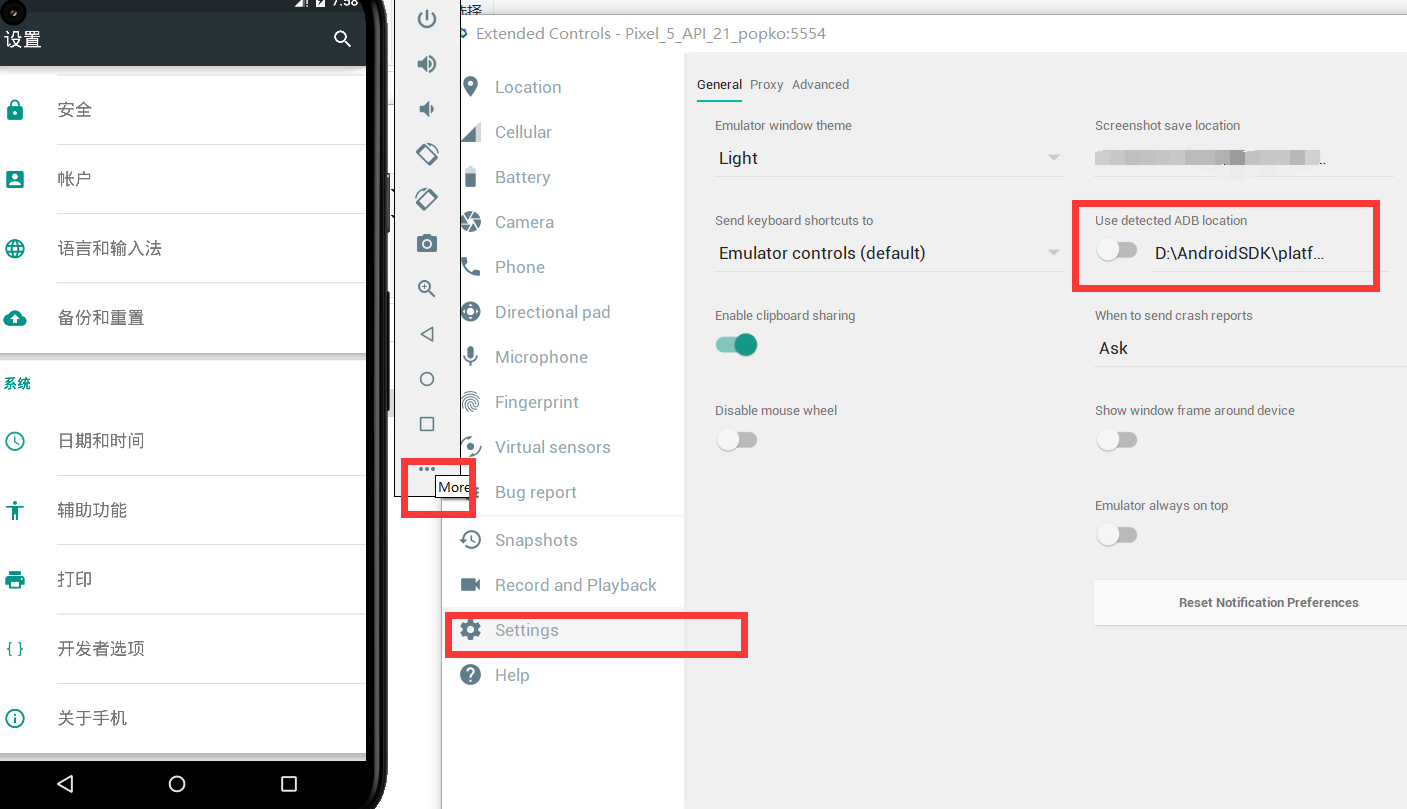 7:58
设置
安全
帐户
语言和输入法
备份和重置
系统
日期和时间
辅助功能
打印
开发者选项
关于手机
More
选择
Extended Controls - Pixel_5_API_21_popko:5554
Location
Cellular
Battery
Camera
Phone
Directional pad
Microphone
Fingerprint
Virtual sensors
Bug report
Snapshots
Record and Playback
Settings
Help
General Proxy Advanced
Emulator window theme
Light
Send keyboard shortcuts to
Emulator controls (default)
Enable clipboard sharing
Disable mouse wheel
Screenshot save location
Use detected ADB location
D:\AndroidSDK\platf...
When to send crash reports
Ask
Show window frame around device
Emulator always on top
Reset Notification Preferences